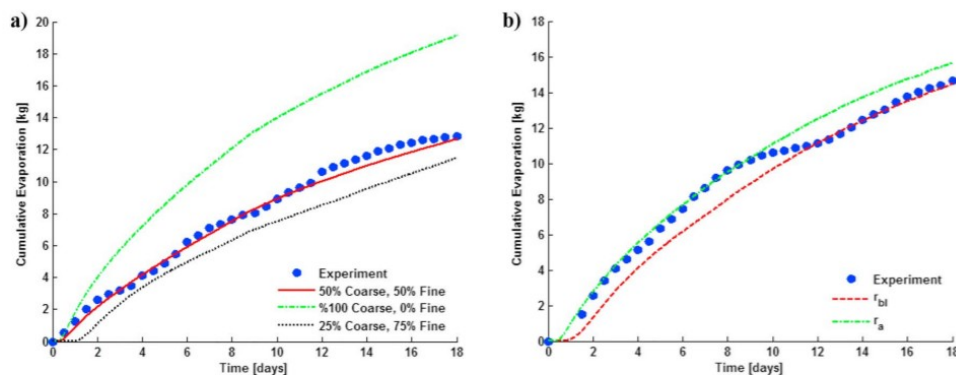 a)
20
18
16
14
12
10
8
6
4
2
0
Cumulative Evaporation [kg]
0 2 4 6 8 10 12 14 16 18
Time [days]
Experiment
50% Coarse, 50% Fine
%100 Coarse, 0% Fine
25% Coarse, 75% Fine
b)
18
16
14
12
10
8
6
4
2
0
Cumulative Evaporation [kg]
0 2 4 6 8 10 12 14 16 18
Time [days]
Experiment
r_bl
r_a